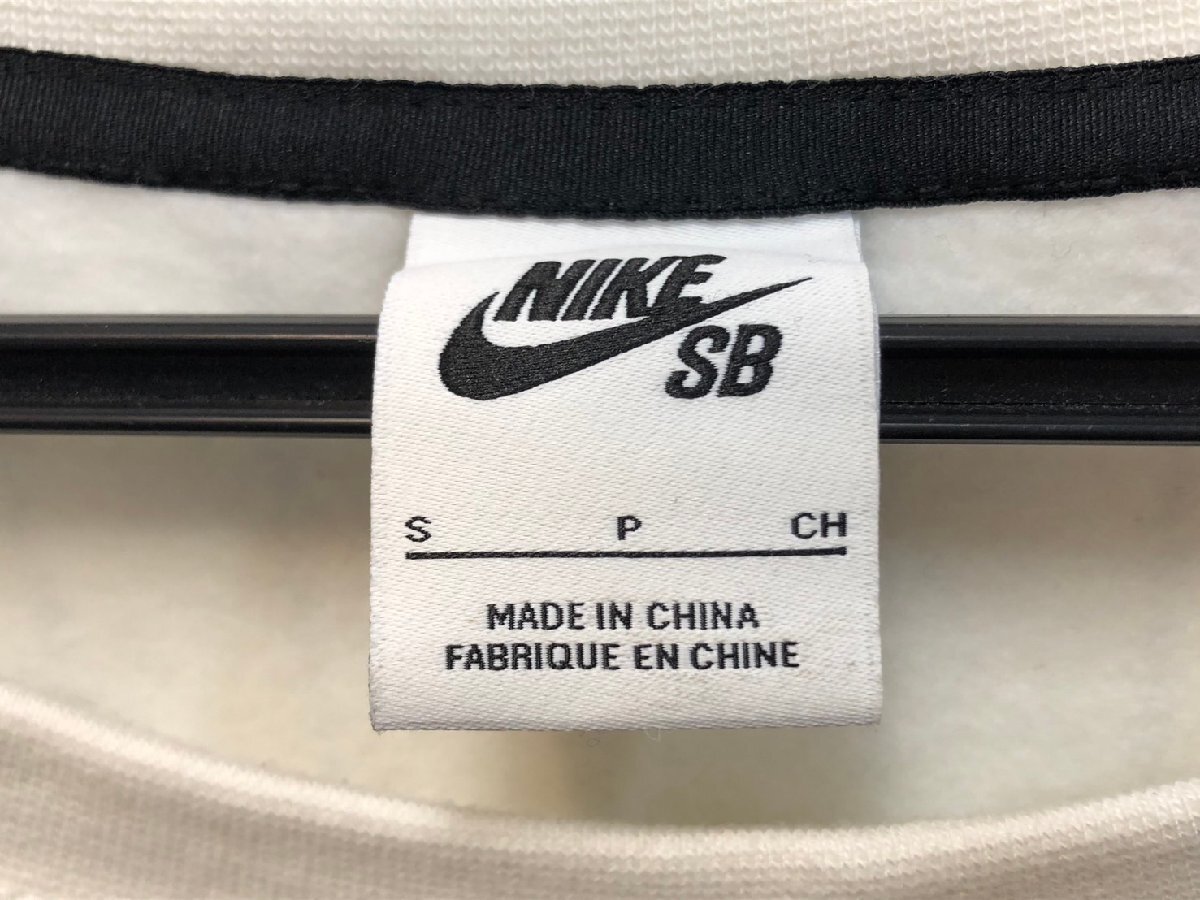 NIKE
SB
S P CH
MADE IN CHINA
FABRIQUE EN CHINE